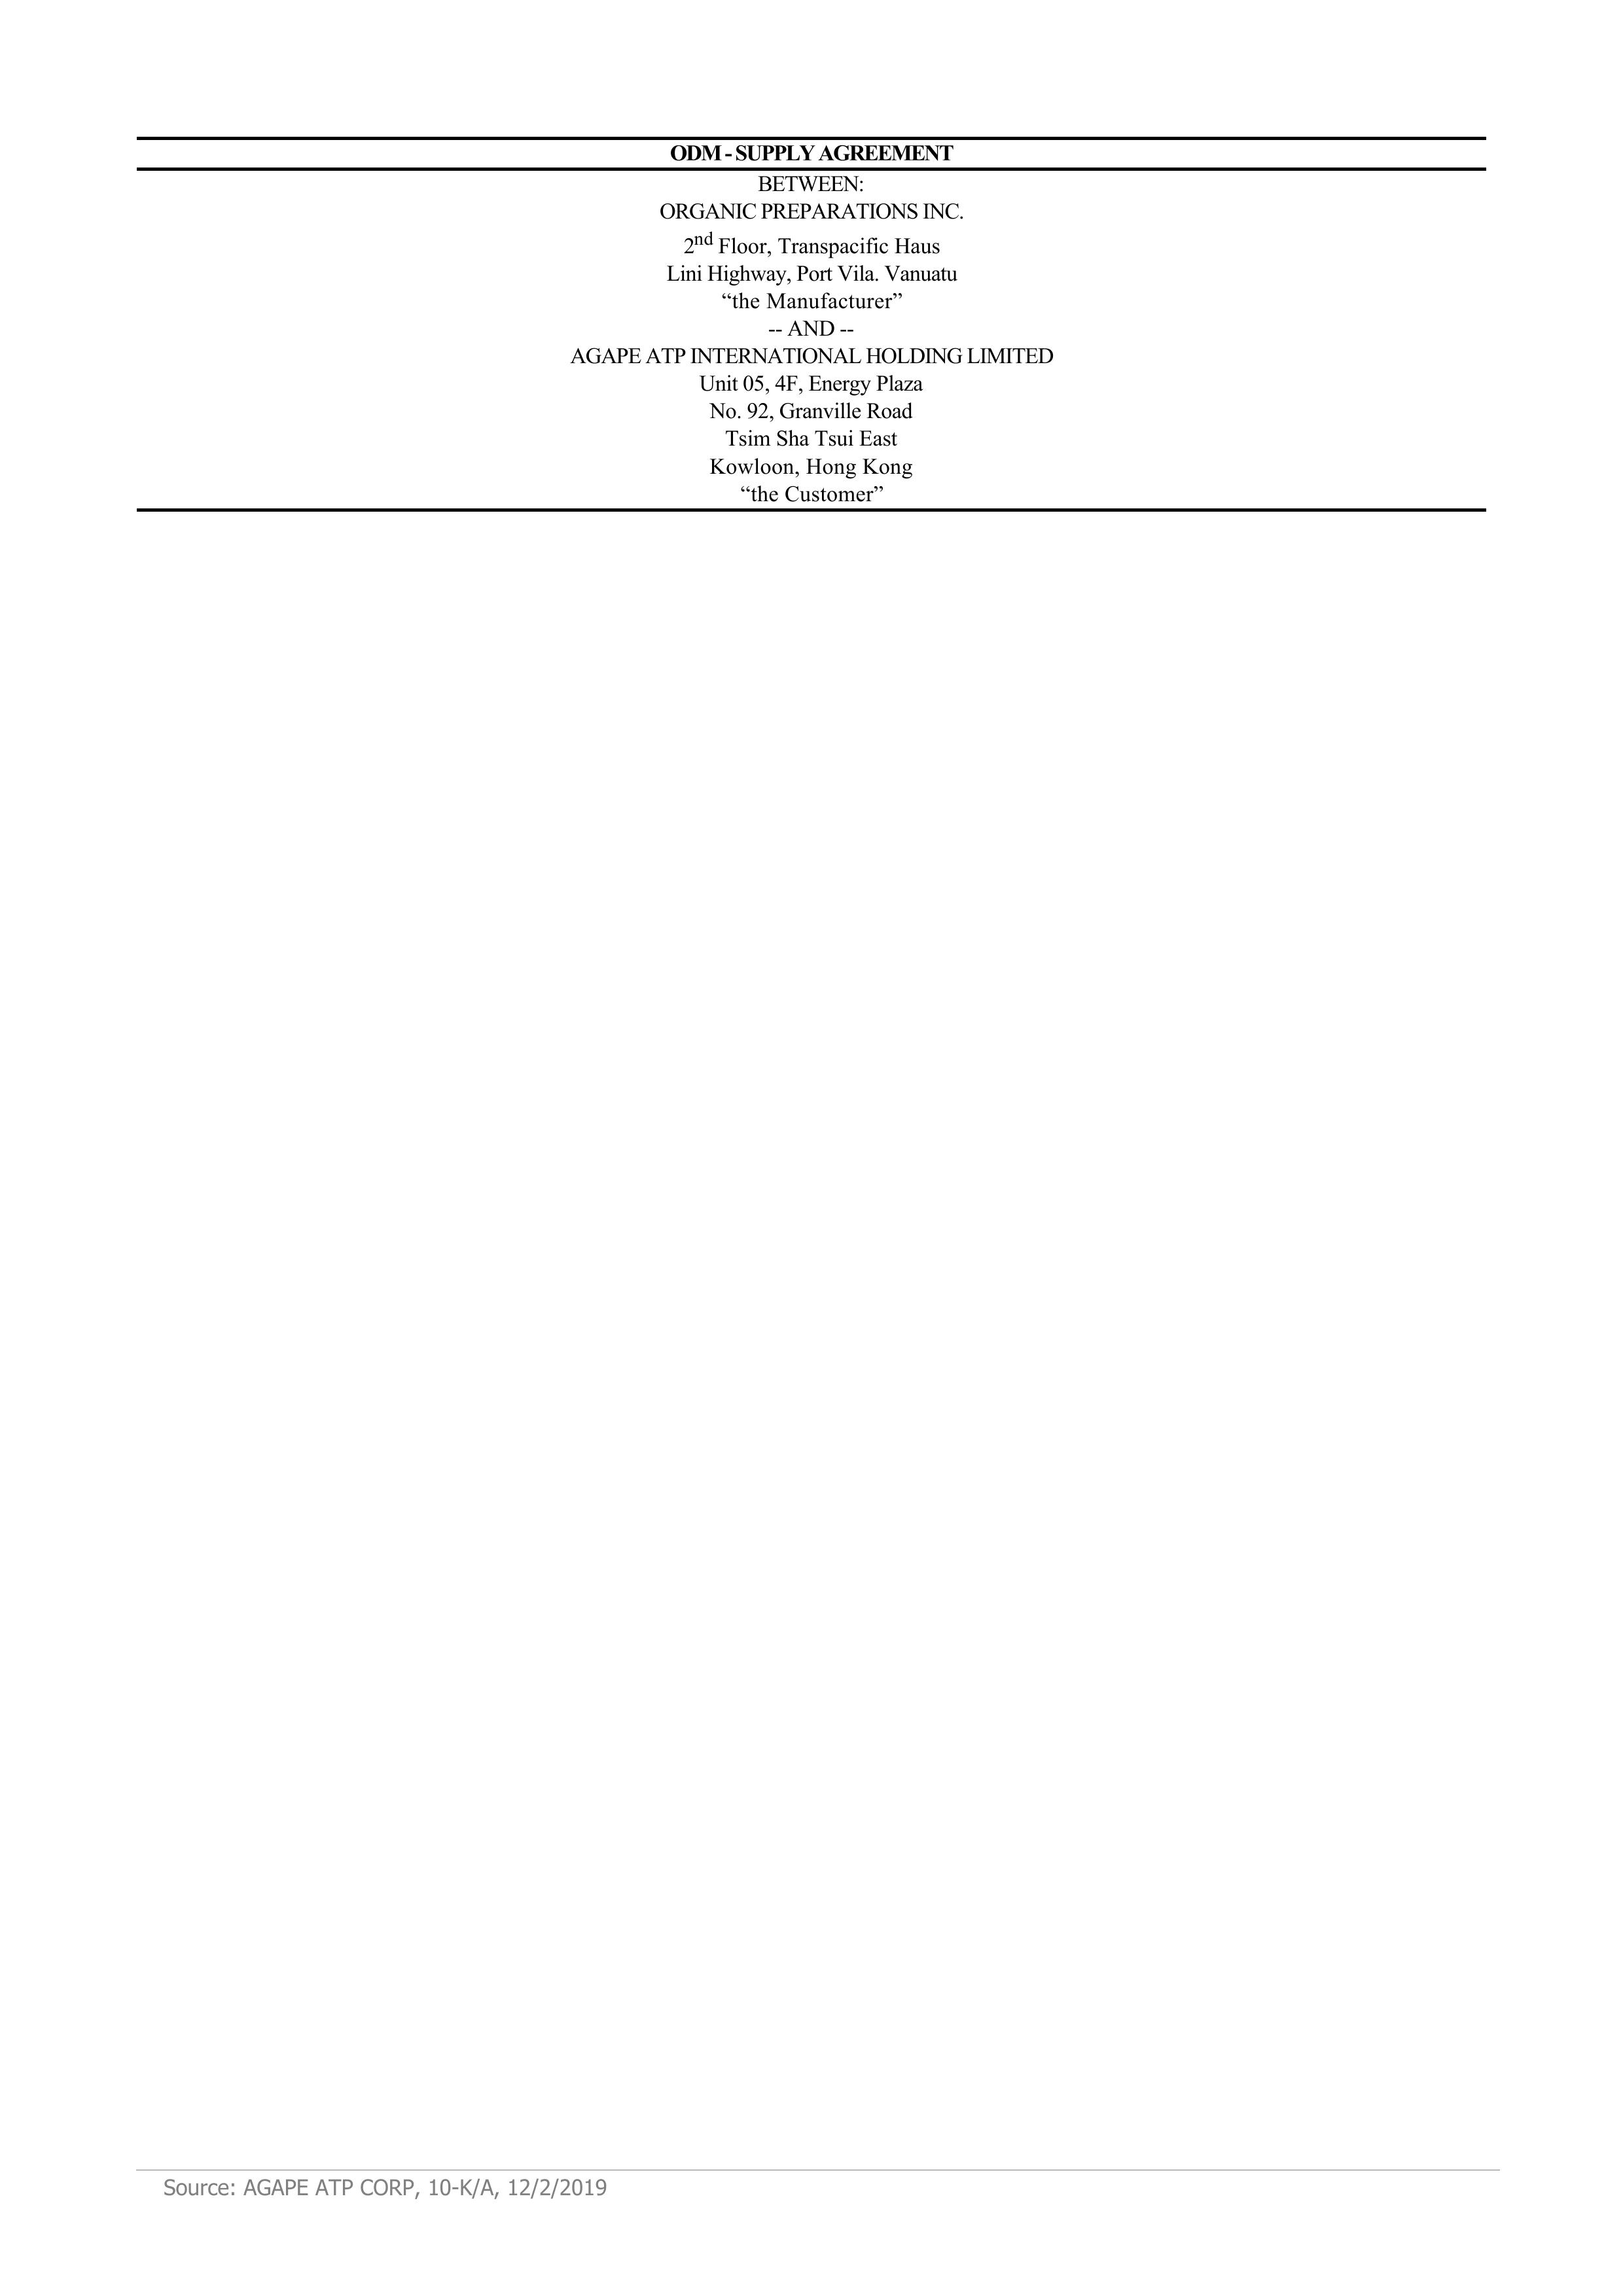 ODM - SUPPLY AGREEMENT
BETWEEN:
ORGANIC PREPARATIONS INC.
2nd Floor, Transpacific Haus
Lini Highway, Port Vila. Vanuatu
“the Manufacturer”
-- AND --
AGAPE ATP INTERNATIONAL HOLDING LIMITED
Unit 05, 4F, Energy Plaza
No. 92, Granville Road
Tsim Sha Tsui East
Kowloon, Hong Kong
“the Customer”
Source: AGAPE ATP CORP, 10-K/A, 12/2/2019